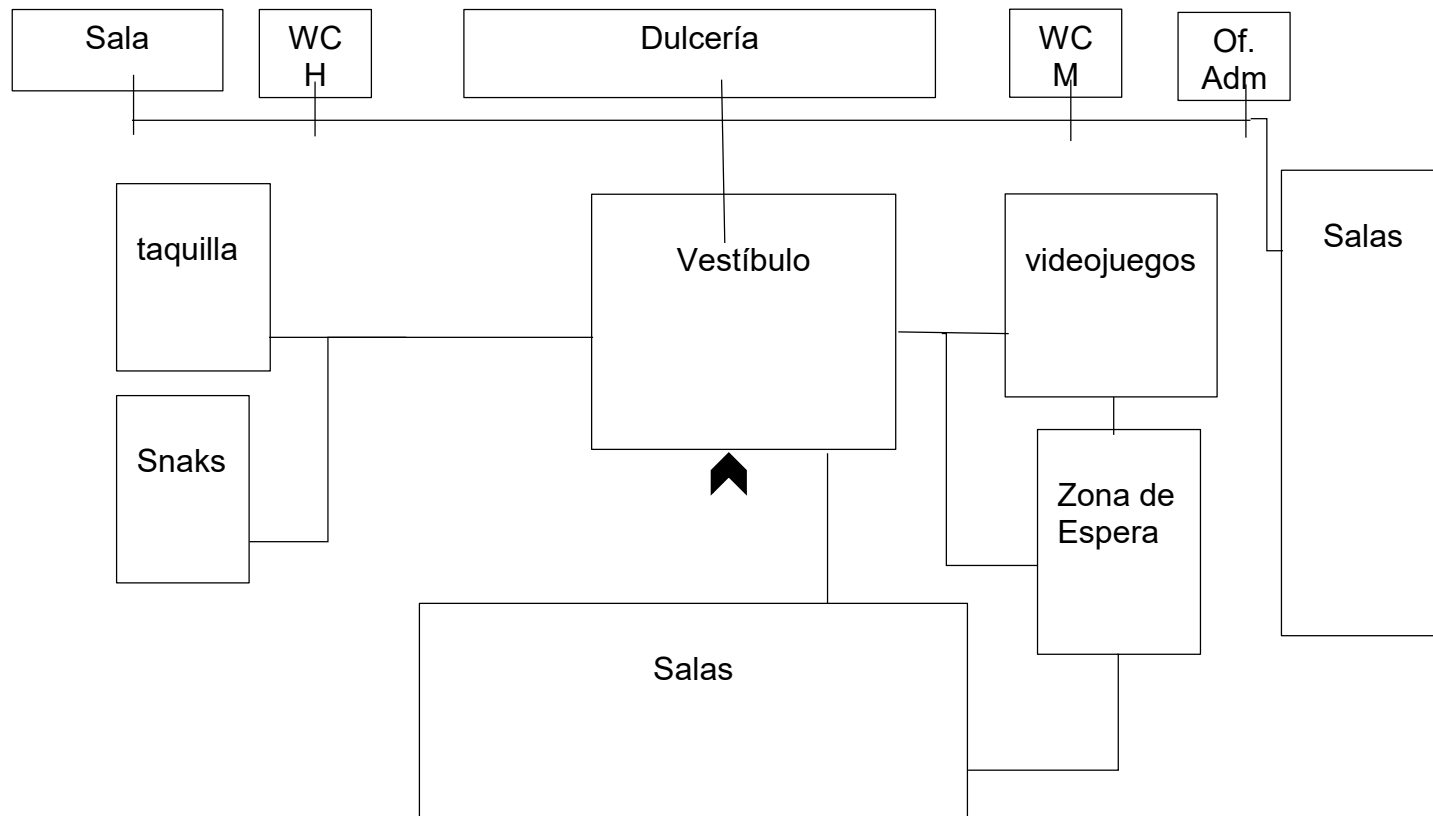 Sala
WC
H
Dulcería
WC
M
Of.
Adm
taquilla
Vestíbulo
videojuegos
Salas
Snaks
Zona de
Espera
Salas